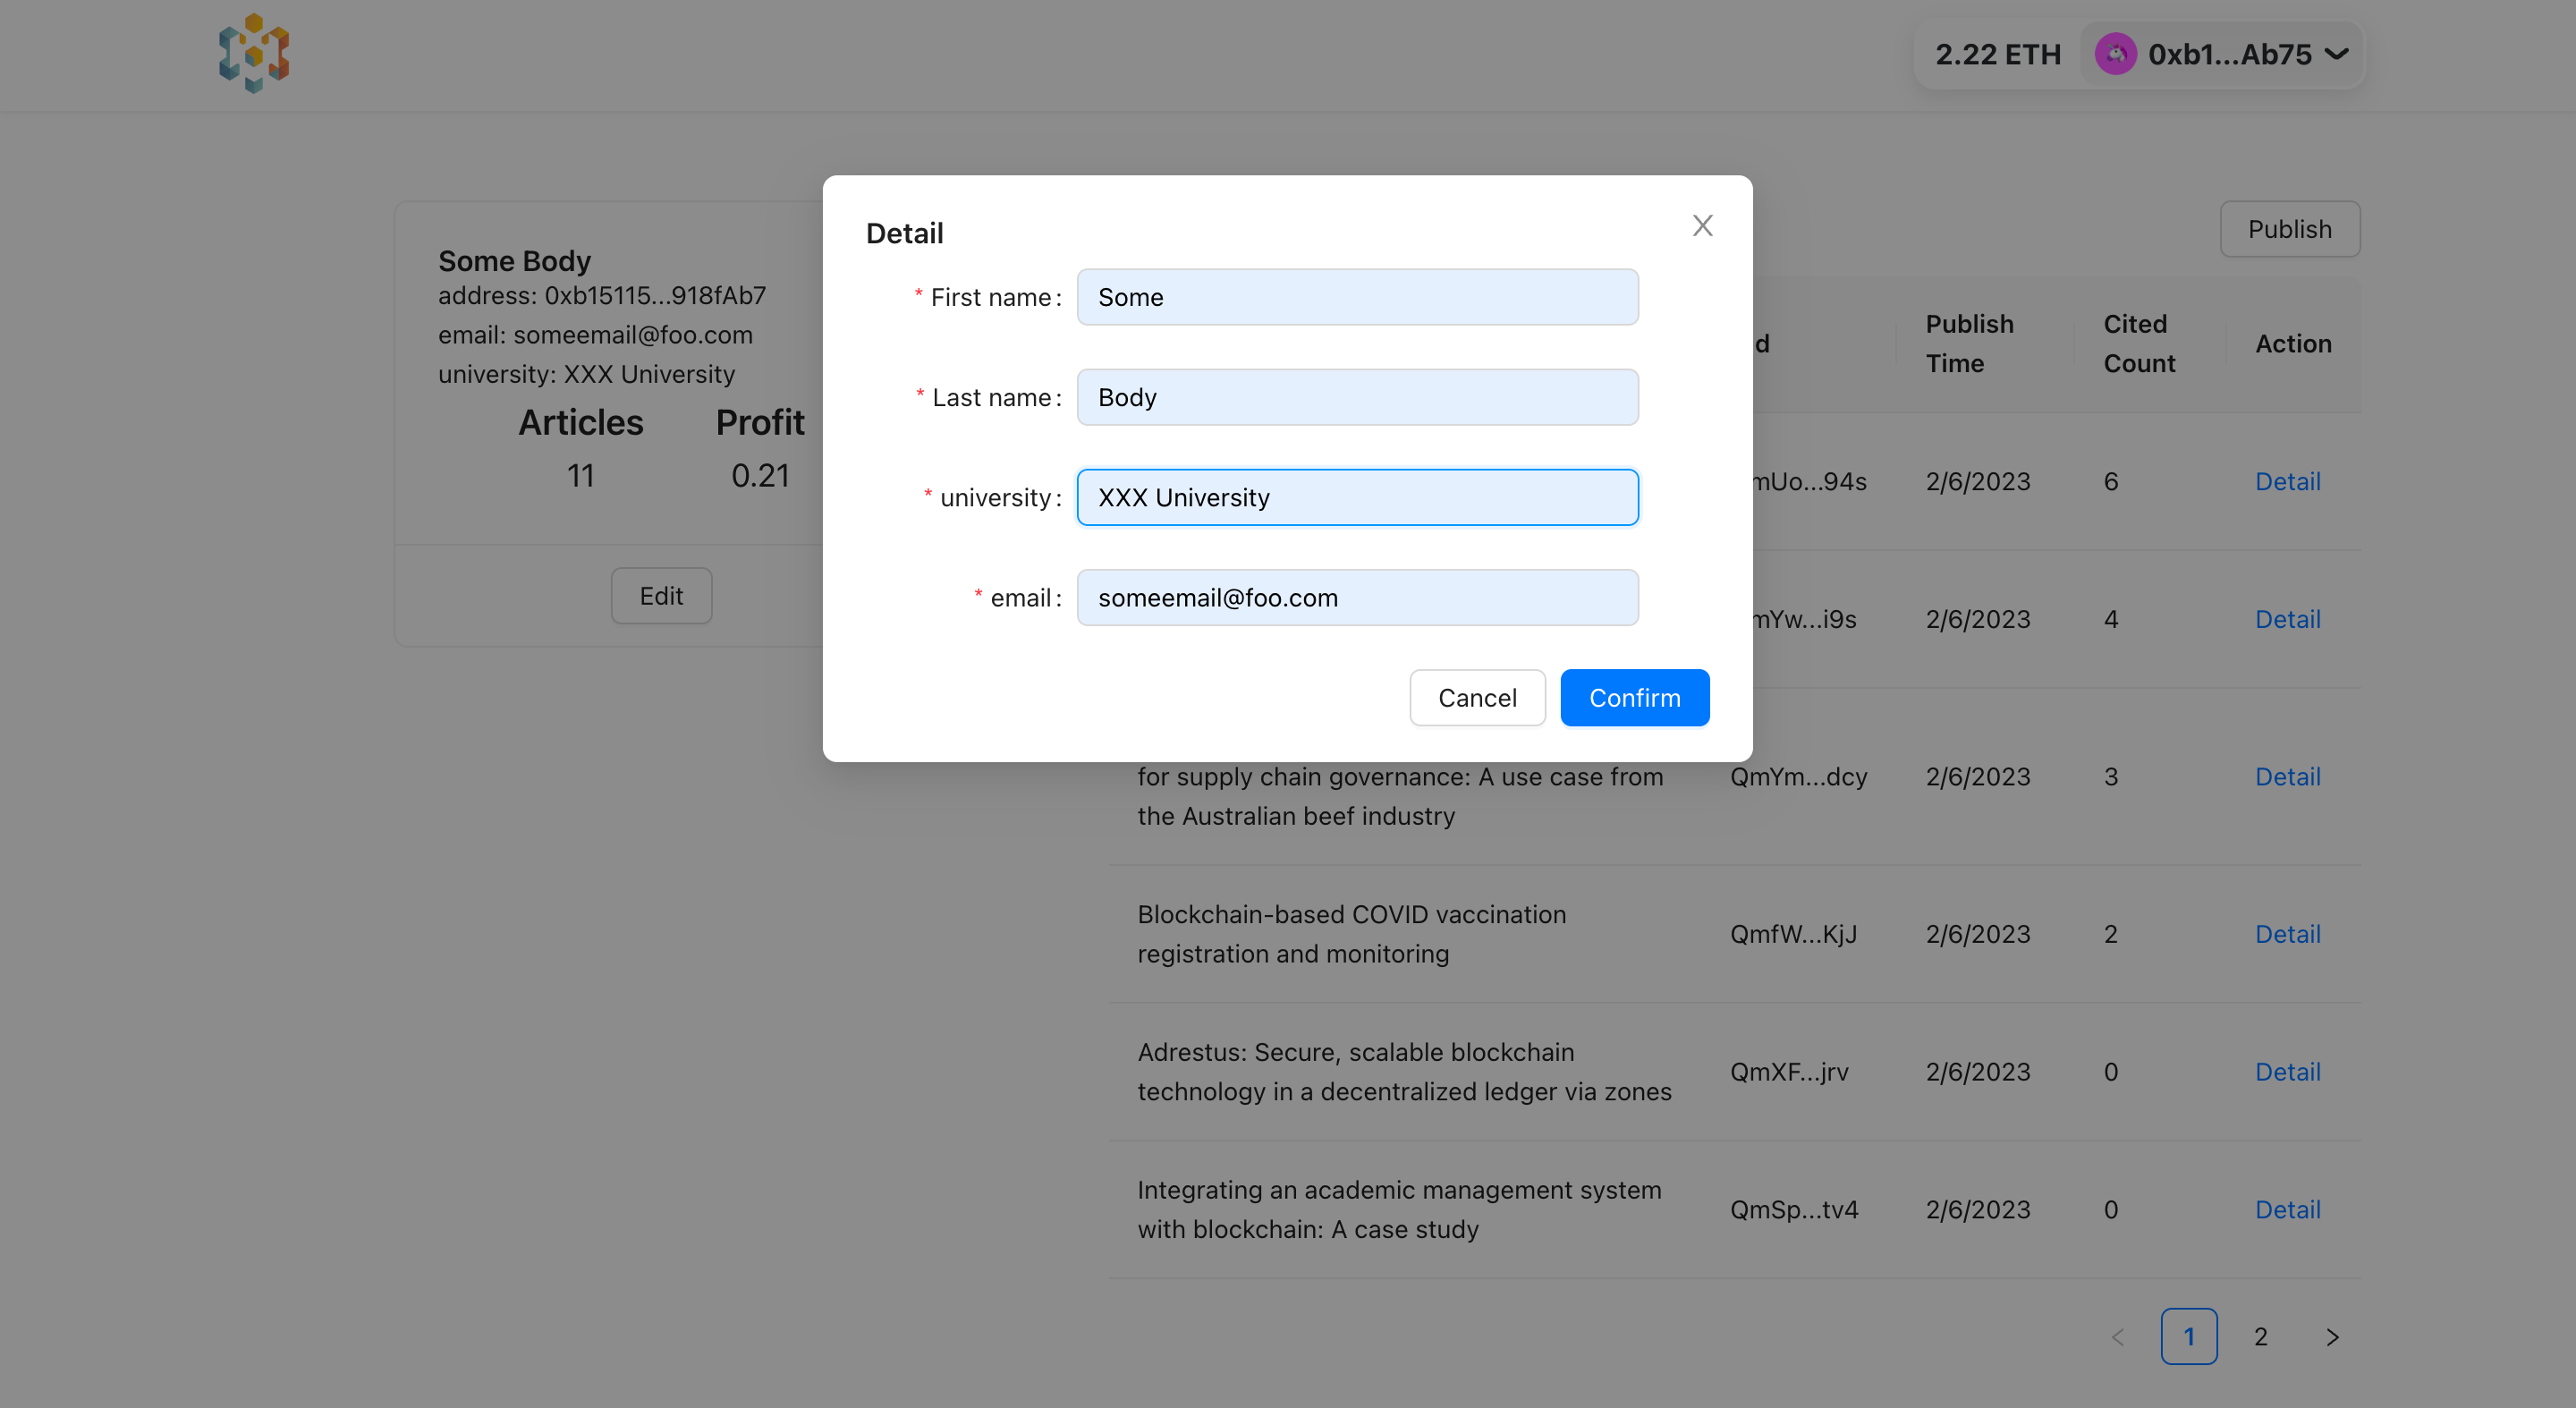 2.22 ETH
0xb1...Ab75
Some Body
address: 0xb15115...918fAb7
email: someemail@foo.com
university: XXX University
Articles Profit
11 0.21
Edit
Detail
* First name: Some
* Last name: Body
* university: XXX University
* email: someemail@foo.com
Cancel Confirm
Publish
Publish Time
Cited Count
Action
2/6/2023 6 Detail
2/6/2023 4 Detail
for supply chain governance: A use case from
the Australian beef industry
QmYm...dcy 2/6/2023 3 Detail
Blockchain-based COVID vaccination
registration and monitoring
QmfW...KjJ 2/6/2023 2 Detail
Adrestus: Secure, scalable blockchain
technology in a decentralized ledger via zones
QmXF...jrv 2/6/2023 0 Detail
Integrating an academic management system
with blockchain: A case study
QmSp...tv4 2/6/2023 0 Detail
< 1 2 >